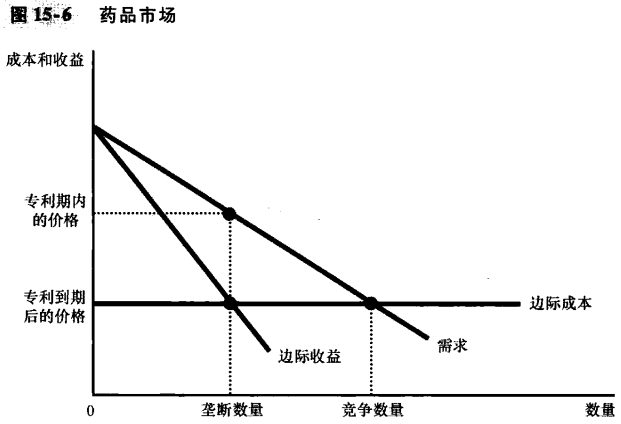 图 15-6 药品市场
成本和收益
专利期内
的价格
专利到期
后的价格
边际成本
需求
边际收益
0
垄断数量
竞争数量
数量